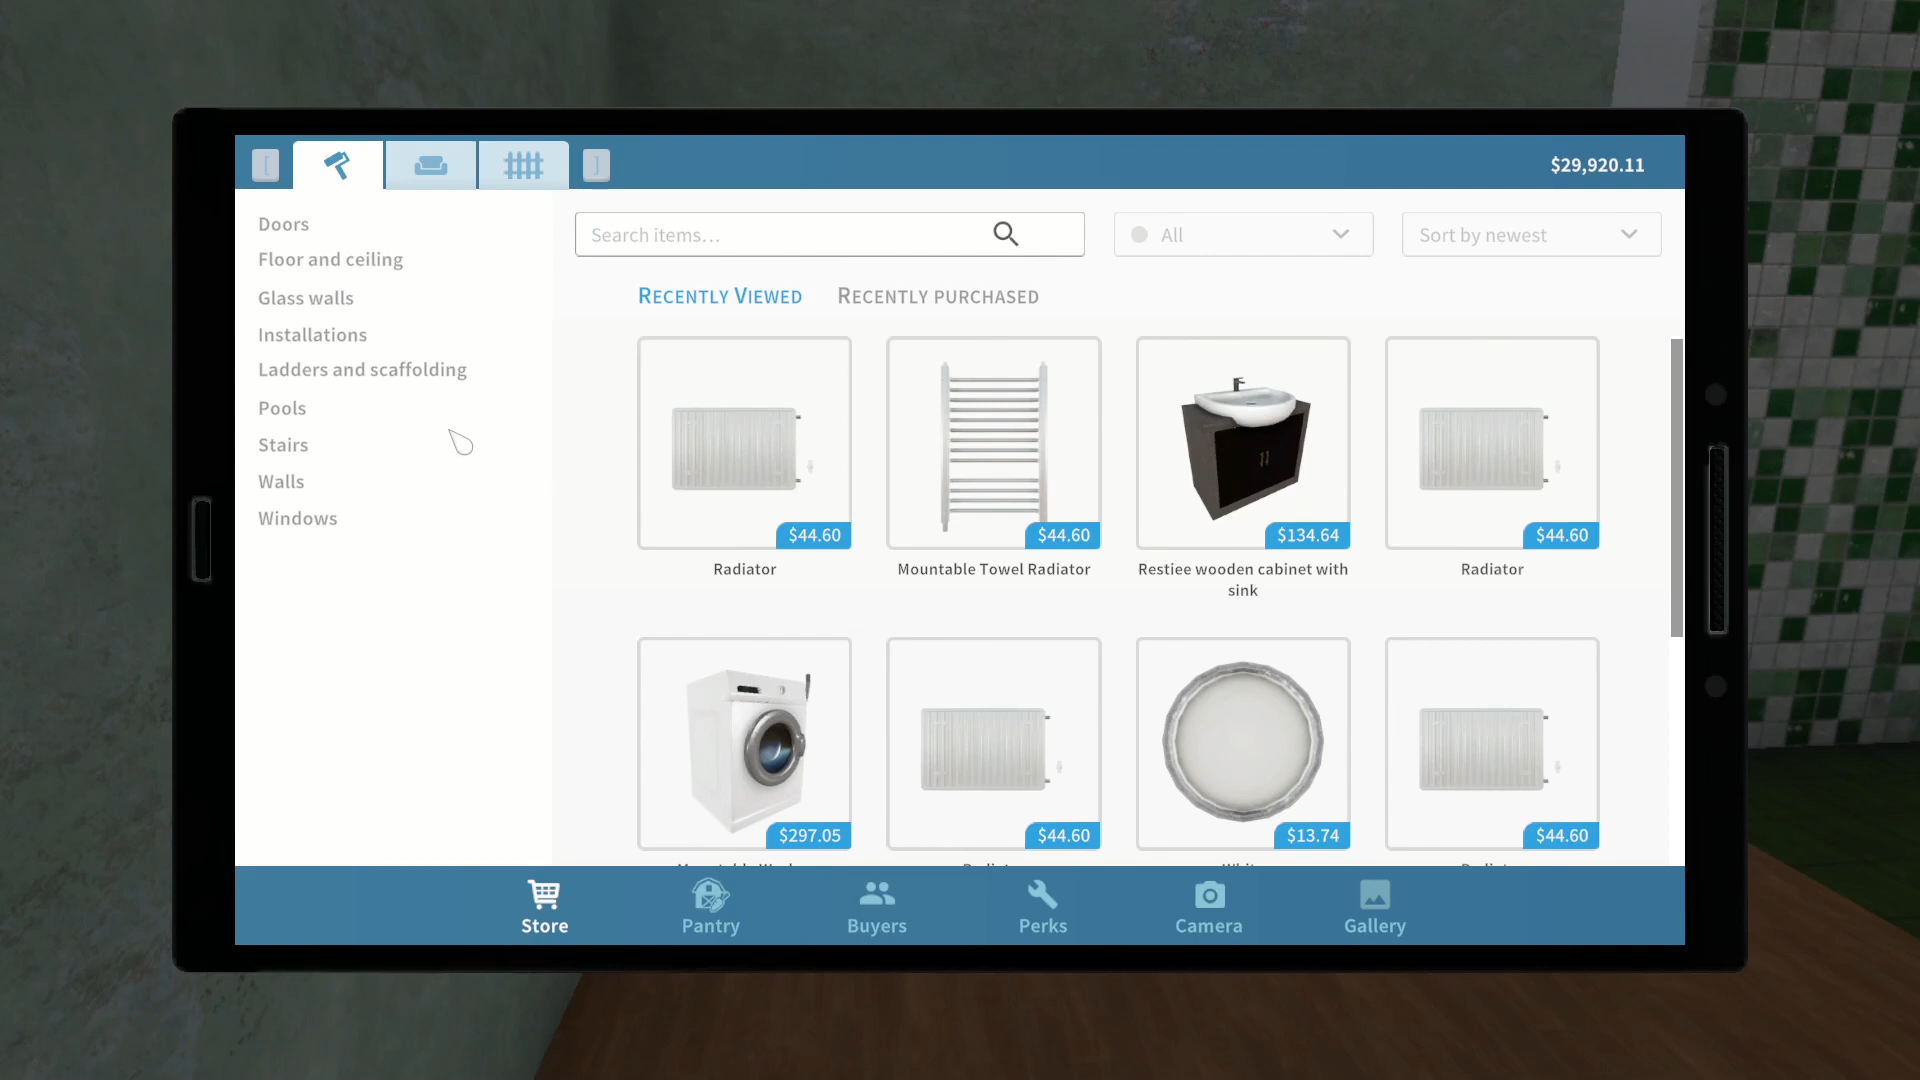 [
]
$29,920.11
Doors
Floor and ceiling
Glass walls
Installations
Ladders and scaffolding
Pools
Stairs
Walls
Windows
Search items...
All
Sort by newest
RECENTLY VIEWED
RECENTLY PURCHASED
$44.60
Radiator
$44.60
Mountable Towel Radiator
$134.64
Restiee wooden cabinet with
sink
$44.60
Radiator
$297.05
$44.60
$13.74
$44.60
Store
Pantry
Buyers
Perks
Camera
Gallery